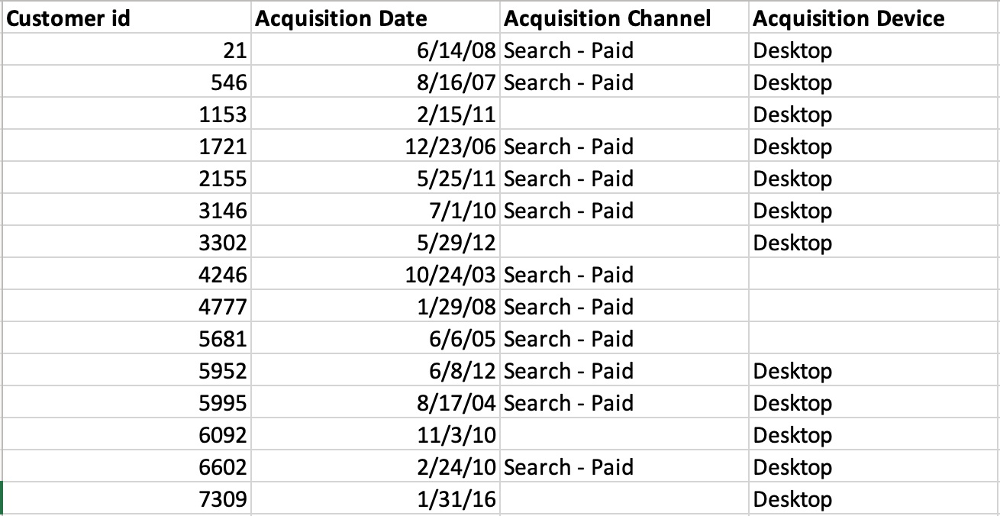 Customer id Acquisition Date Acquisition Channel Acquisition Device
21 6/14/08 Search - Paid Desktop
546 8/16/07 Search - Paid Desktop
1153 2/15/11 Desktop
1721 12/23/06 Search - Paid Desktop
2155 5/25/11 Search - Paid Desktop
3146 7/1/10 Search - Paid Desktop
3302 5/29/12 Desktop
4246 10/24/03 Search - Paid
4777 1/29/08 Search - Paid
5681 6/6/05 Search - Paid
5952 6/8/12 Search - Paid Desktop
5995 8/17/04 Search - Paid Desktop
6092 11/3/10 Desktop
6602 2/24/10 Search - Paid Desktop
7309 1/31/16 Desktop